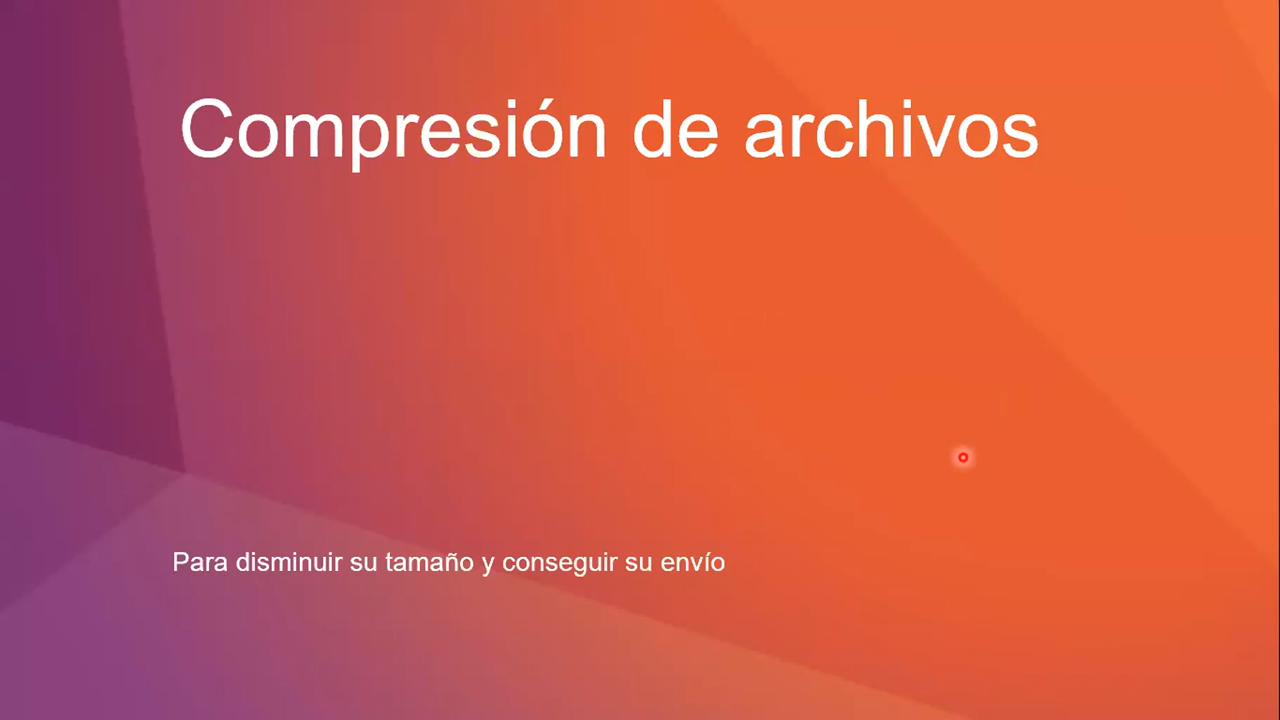 Compresión de archivos
Para disminuir su tamaño y conseguir su envío